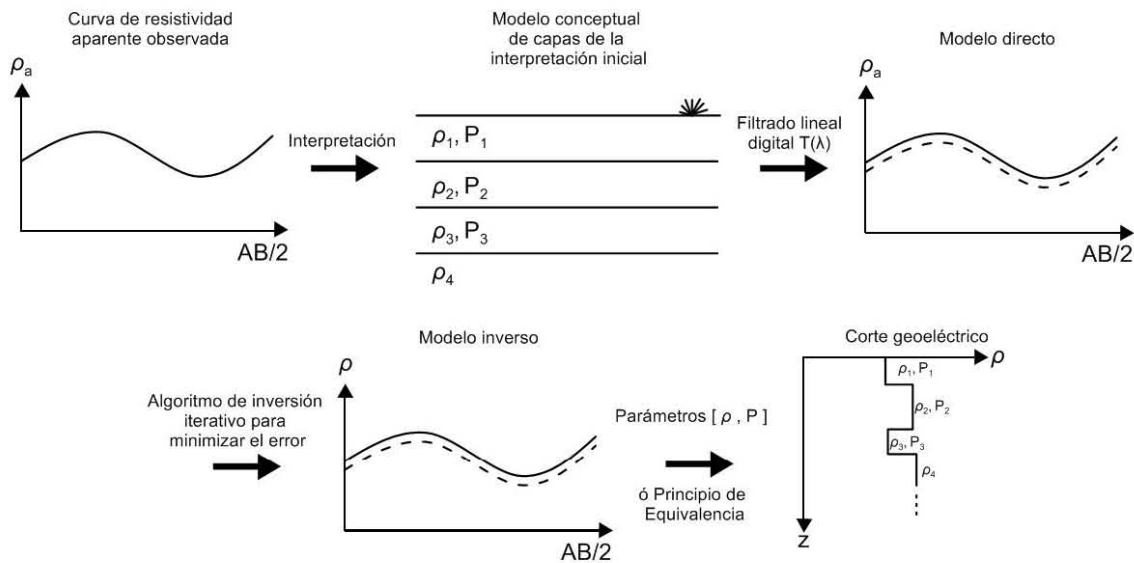 Curva de resistividad
aparente observada
ρa
AB/2
Interpretación
Modelo conceptual
de capas de la
interpretación inicial
ρ1, P1
ρ2, P2
ρ3, P3
ρ4
Filtrado lineal
digital T(λ)
Modelo directo
ρa
AB/2
Algoritmo de inversión
iterativo para
minimizar el error
Modelo inverso
ρ
AB/2
Parámetros [ ρ , P ]
ó Principio de
Equivalencia
Corte geoeléctrico
ρ
ρ1, P1
ρ2, P2
ρ3, P3
ρ4
z